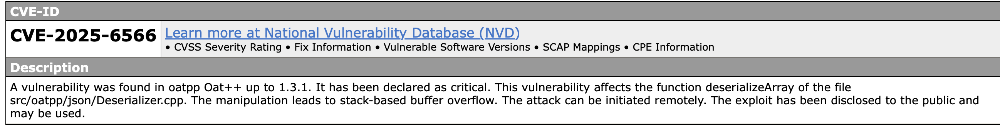 CVE-ID
CVE-2025-6566
Learn more at National Vulnerability Database (NVD)
• CVSS Severity Rating • Fix Information • Vulnerable Software Versions • SCAP Mappings • CPE Information
Description
A vulnerability was found in oatpp Oat++ up to 1.3.1. It has been declared as critical. This vulnerability affects the function deserializeArray of the file
src/oatpp/json/Deserializer.cpp. The manipulation leads to stack-based buffer overflow. The attack can be initiated remotely. The exploit has been disclosed to the public and
may be used.